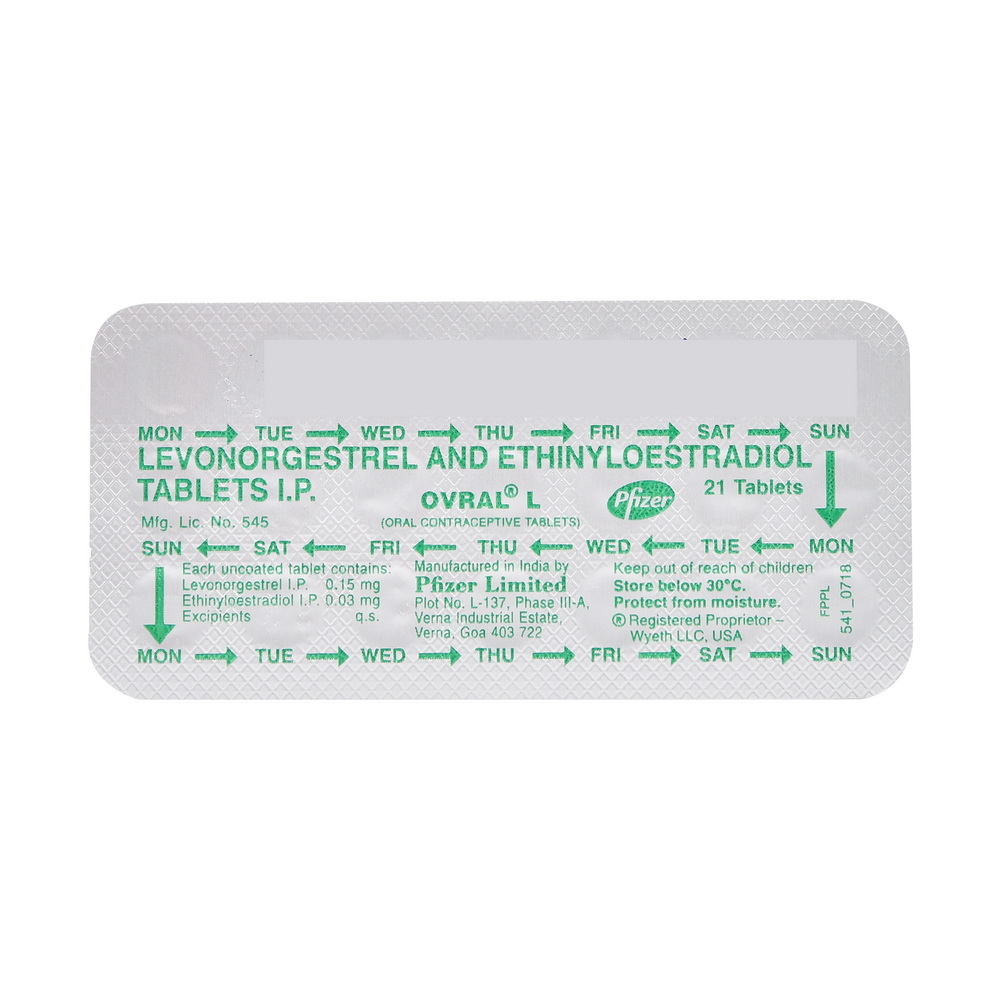 MON → TUE → WED → THU → FRI → SAT → SUN
LEVONORGESTREL AND ETHINYLOESTRADIOL
TABLETS I.P.
OVRAL® L
(ORAL CONTRACEPTIVE TABLETS)
Pfizer
21 Tablets
Mfg. Lic. No. 545
SUN ← SAT ← FRI ← THU ← WED ← TUE ← MON
Each uncoated tablet contains:
Levonorgestrel I.P. 0.15 mg
Ethinyloestradiol I.P. 0.03 mg
Excipients q.s.
Manufactured in India by
Pfizer Limited
Plot No. L-137, Phase III-A,
Verna Industrial Estate,
Verna, Goa 403 722
Keep out of reach of children
Store below 30°C.
Protect from moisture.
® Registered Proprietor –
Wyeth LLC, USA
FPPL
541_0718
MON → TUE → WED → THU → FRI → SAT → SUN